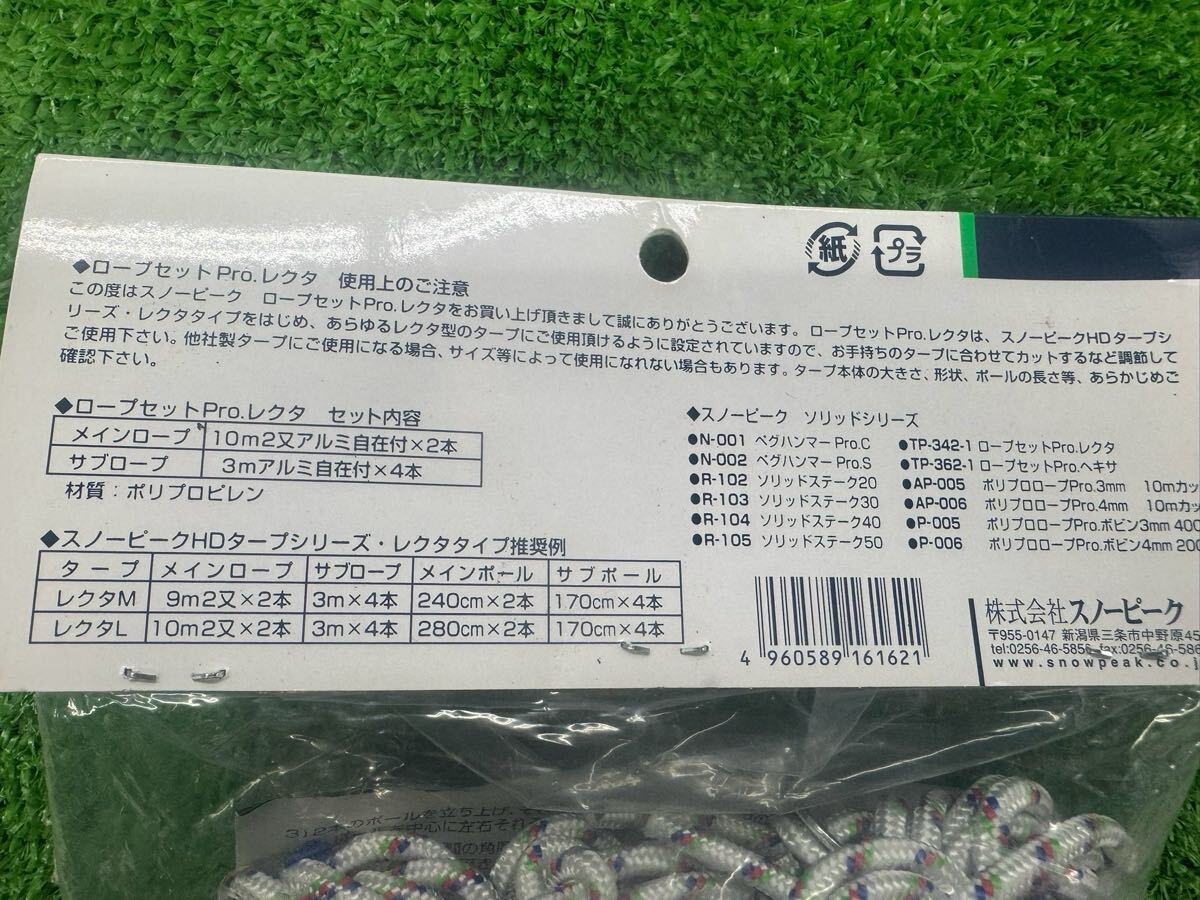 紙
プラ
◆ロープセットPro.レクタ 使用上のご注意
この度はスノーピーク ロープセットPro.レクタをお買い上げ頂きまして誠にありがとうございます。ロープセットPro.レクタは、スノーピークHDタープシ
リーズ・レクタタイプをはじめ、あらゆるレクタ型のタープにご使用頂けるように設定されていますので、お手持ちのタープに合わせてカットするなど調節して
ご使用下さい。他社製タープにご使用になる場合、サイズ等によって使用になれない場合もあります。タープ本体の大きさ、形状、ポールの長さ等、あらかじめご
確認下さい。
◆ロープセットPro.レクタ セット内容
メインロープ 10m2又アルミ自在付×2本
サブロープ 3mアルミ自在付×4本
材質：ポリプロピレン
◆スノーピークHDタープシリーズ・レクタタイプ推奨例
タープ メインロープ サブロープ メインポール サブポール
レクタM 9m2又×2本 3m×4本 240cm×2本 170cm×4本
レクタL 10m2又×2本 3m×4本 280cm×2本 170cm×4本
◆スノーピーク ソリッドシリーズ
●N-001 ペグハンマーPro.C
●N-002 ペグハンマーPro.S
●R-102 ソリッドステーク20
●R-103 ソリッドステーク30
●R-104 ソリッドステーク40
●R-105 ソリッドステーク50
●TP-342-1 ロープセットPro.レクタ
●TP-362-1 ロープセットPro.ヘキサ
●AP-005 ポリプロロープPro.3mm 10mカッ
●AP-006 ポリプロロープPro.4mm 10mカッ
●P-005 ポリプロロープPro.ボビン3mm 400
●P-006 ポリプロロープPro.ボビン4mm 200
4 960589 161621
株式会社スノーピーク
〒955-0147 新潟県三条市中野原45
tel:0256-46-5856 fax:0256-46-586
www.snowpeak.co.j
3)2本のポールを立ち上げ、
を中心に左右それ